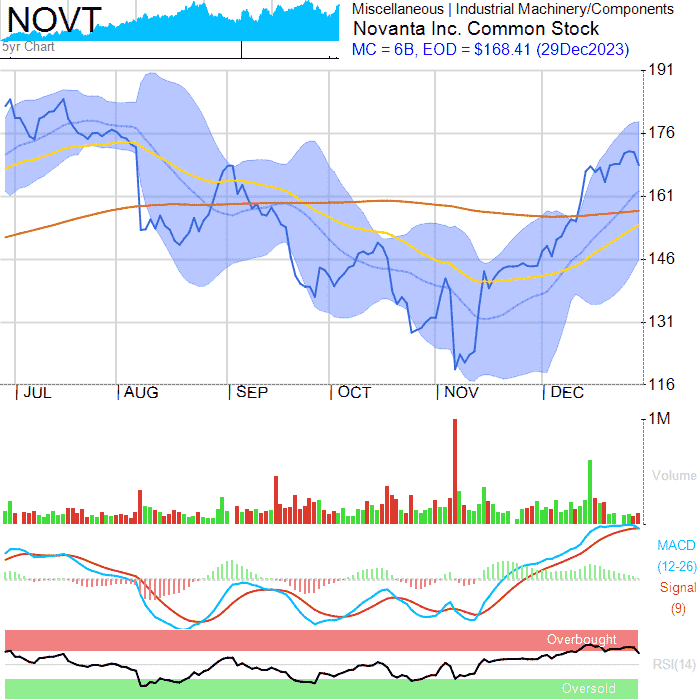 NOVT
5yr Chart
Miscellaneous | Industrial Machinery/Components
Novanta Inc. Common Stock
MC = 6B, EOD = $168.41 (29Dec2023)
191
176
161
146
131
116
JUL AUG SEP OCT NOV DEC
1M
Volume
MACD
(12-26)
Signal
(9)
Overbought
RSI(14)
Oversold